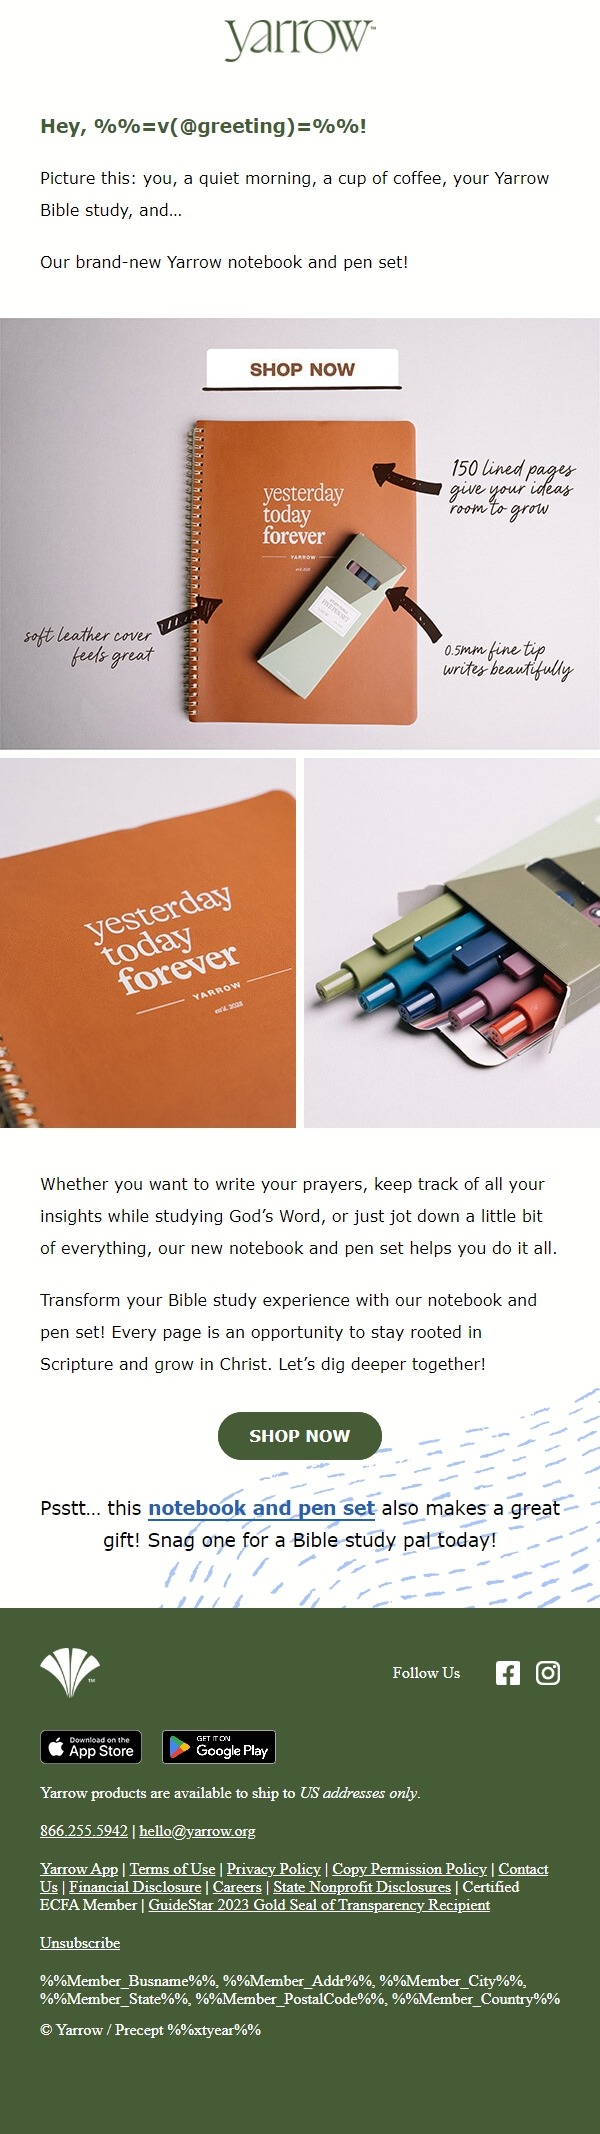 yarrow™
Hey, %%=v(@greeting)=%%!
Picture this: you, a quiet morning, a cup of coffee, your Yarrow
Bible study, and…
Our brand-new Yarrow notebook and pen set!
SHOP NOW
150 lined pages
give your ideas
room to grow
yesterday
today
forever
YARROW
soft leather cover
feels great
0.5mm fine tip
writes beautifully
yesterday
today
forever
YARROW
Whether you want to write your prayers, keep track of all your
insights while studying God’s Word, or just jot down a little bit
of everything, our new notebook and pen set helps you do it all.
Transform your Bible study experience with our notebook and
pen set! Every page is an opportunity to stay rooted in
Scripture and grow in Christ. Let’s dig deeper together!
SHOP NOW
Psstt… this notebook and pen set also makes a great
gift! Snag one for a Bible study pal today!
™
Follow Us
Download on the
App Store
GET IT ON
Google Play
Yarrow products are available to ship to US addresses only.
866.255.5942 | hello@yarrow.org
Yarrow App | Terms of Use | Privacy Policy | Copy Permission Policy | Contact
Us | Financial Disclosure | Careers | State Nonprofit Disclosures | Certified
ECFA Member | GuideStar 2023 Gold Seal of Transparency Recipient
Unsubscribe
%%Member_Busname%%, %%Member_Addr%%, %%Member_City%%,
%%Member_State%%, %%Member_PostalCode%%, %%Member_Country%%
© Yarrow / Precept %%xtyear%%